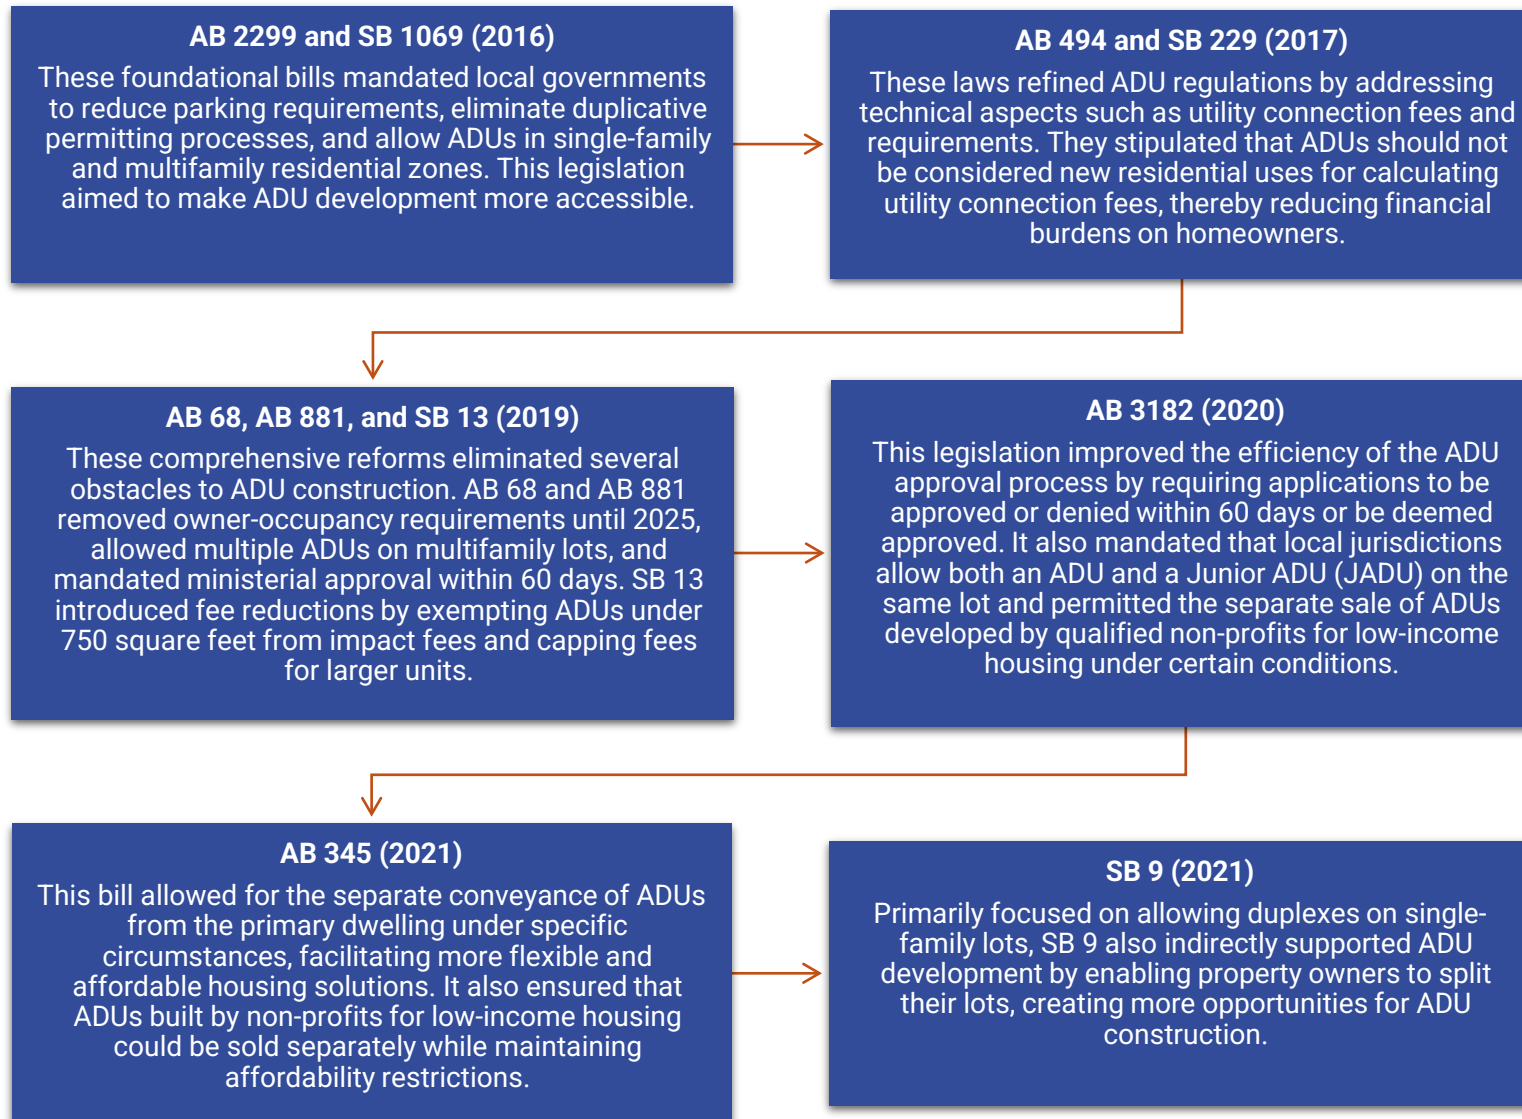 AB 2299 and SB 1069 (2016)
These foundational bills mandated local governments
to reduce parking requirements, eliminate duplicative
permitting processes, and allow ADUs in single-family
and multifamily residential zones. This legislation
aimed to make ADU development more accessible.
AB 494 and SB 229 (2017)
These laws refined ADU regulations by addressing
technical aspects such as utility connection fees and
requirements. They stipulated that ADUs should not
be considered new residential uses for calculating
utility connection fees, thereby reducing financial
burdens on homeowners.
AB 68, AB 881, and SB 13 (2019)
These comprehensive reforms eliminated several
obstacles to ADU construction. AB 68 and AB 881
removed owner-occupancy requirements until 2025,
allowed multiple ADUs on multifamily lots, and
mandated ministerial approval within 60 days. SB 13
introduced fee reductions by exempting ADUs under
750 square feet from impact fees and capping fees
for larger units.
AB 3182 (2020)
This legislation improved the efficiency of the ADU
approval process by requiring applications to be
approved or denied within 60 days or be deemed
approved. It also mandated that local jurisdictions
allow both an ADU and a Junior ADU (JADU) on the
same lot and permitted the separate sale of ADUs
developed by qualified non-profits for low-income
housing under certain conditions.
AB 345 (2021)
This bill allowed for the separate conveyance of ADUs
from the primary dwelling under specific
circumstances, facilitating more flexible and
affordable housing solutions. It also ensured that
ADUs built by non-profits for low-income housing
could be sold separately while maintaining
affordability restrictions.
SB 9 (2021)
Primarily focused on allowing duplexes on single-
family lots, SB 9 also indirectly supported ADU
development by enabling property owners to split
their lots, creating more opportunities for ADU
construction.